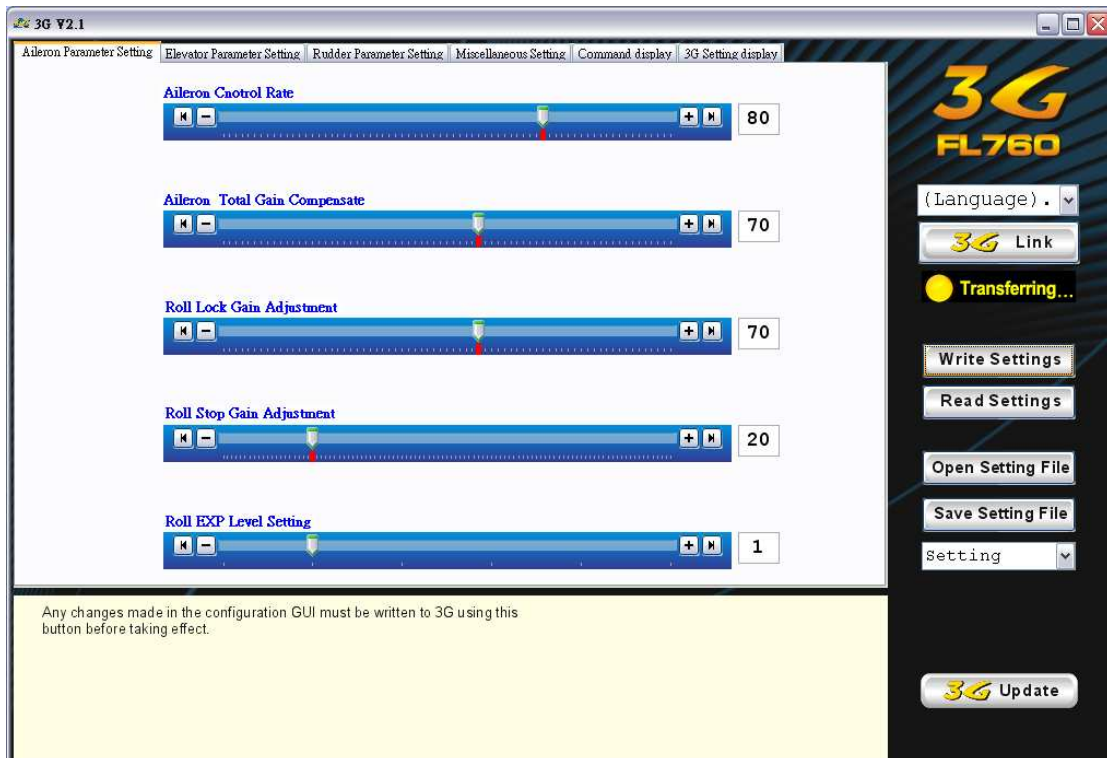 3G V2.1
Aileron Parameter Setting
Elevator Parameter Setting
Rudder Parameter Setting
Miscellaneous Setting
Command display
3G Setting display
Aileron Cnotrol Rate
80
Aileron Total Gain Compensate
70
Roll Lock Gain Adjustment
70
Roll Stop Gain Adjustment
20
Roll EXP Level Setting
1
Any changes made in the configuration GUI must be written to 3G using this
button before taking effect.
3G
FL760
(Language).
3G Link
Transferring...
Write Settings
Read Settings
Open Setting File
Save Setting File
Setting
3G Update